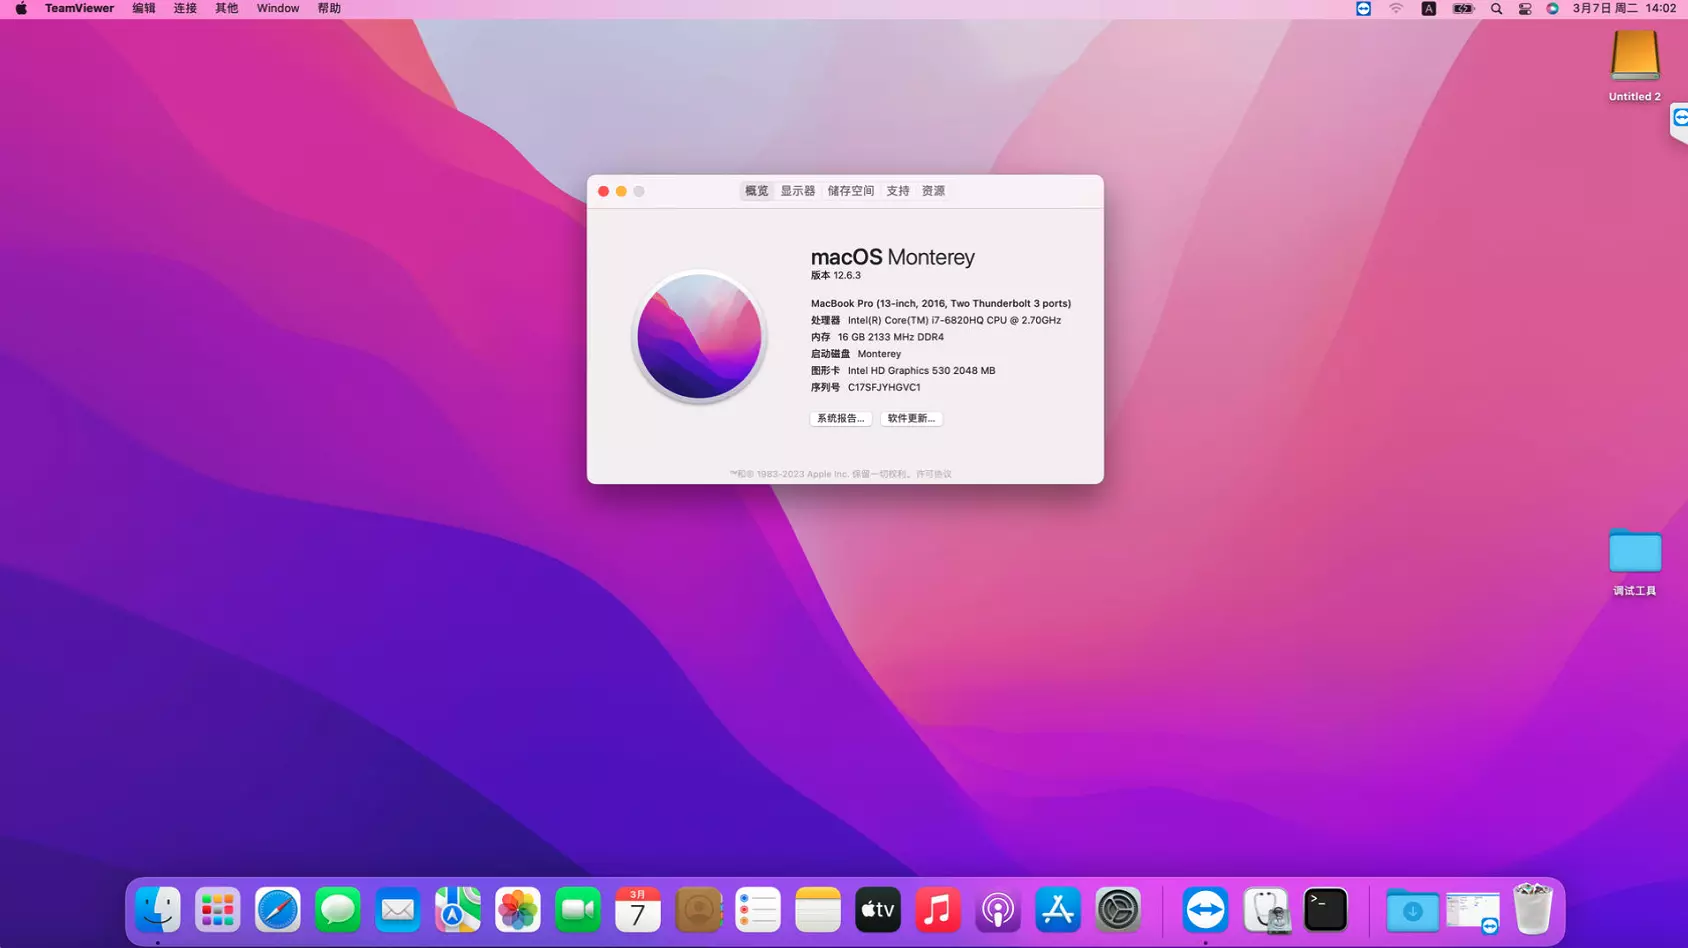 TeamViewer 编辑 连接 其他 Window 帮助
A
3月7日 周二 14:02
Untitled 2
概览 显示器 储存空间 支持 资源
macOS Monterey
版本 12.6.3
MacBook Pro (13-inch, 2016, Two Thunderbolt 3 ports)
处理器 Intel(R) Core(TM) i7-6820HQ CPU @ 2.70GHz
内存 16 GB 2133 MHz DDR4
启动磁盘 Monterey
图形卡 Intel HD Graphics 530 2048 MB
序列号 C17SFJYHGVC1
系统报告... 软件更新...
™和© 1983-2023 Apple Inc. 保留一切权利。许可协议
调试工具
3月
7
tv
>_